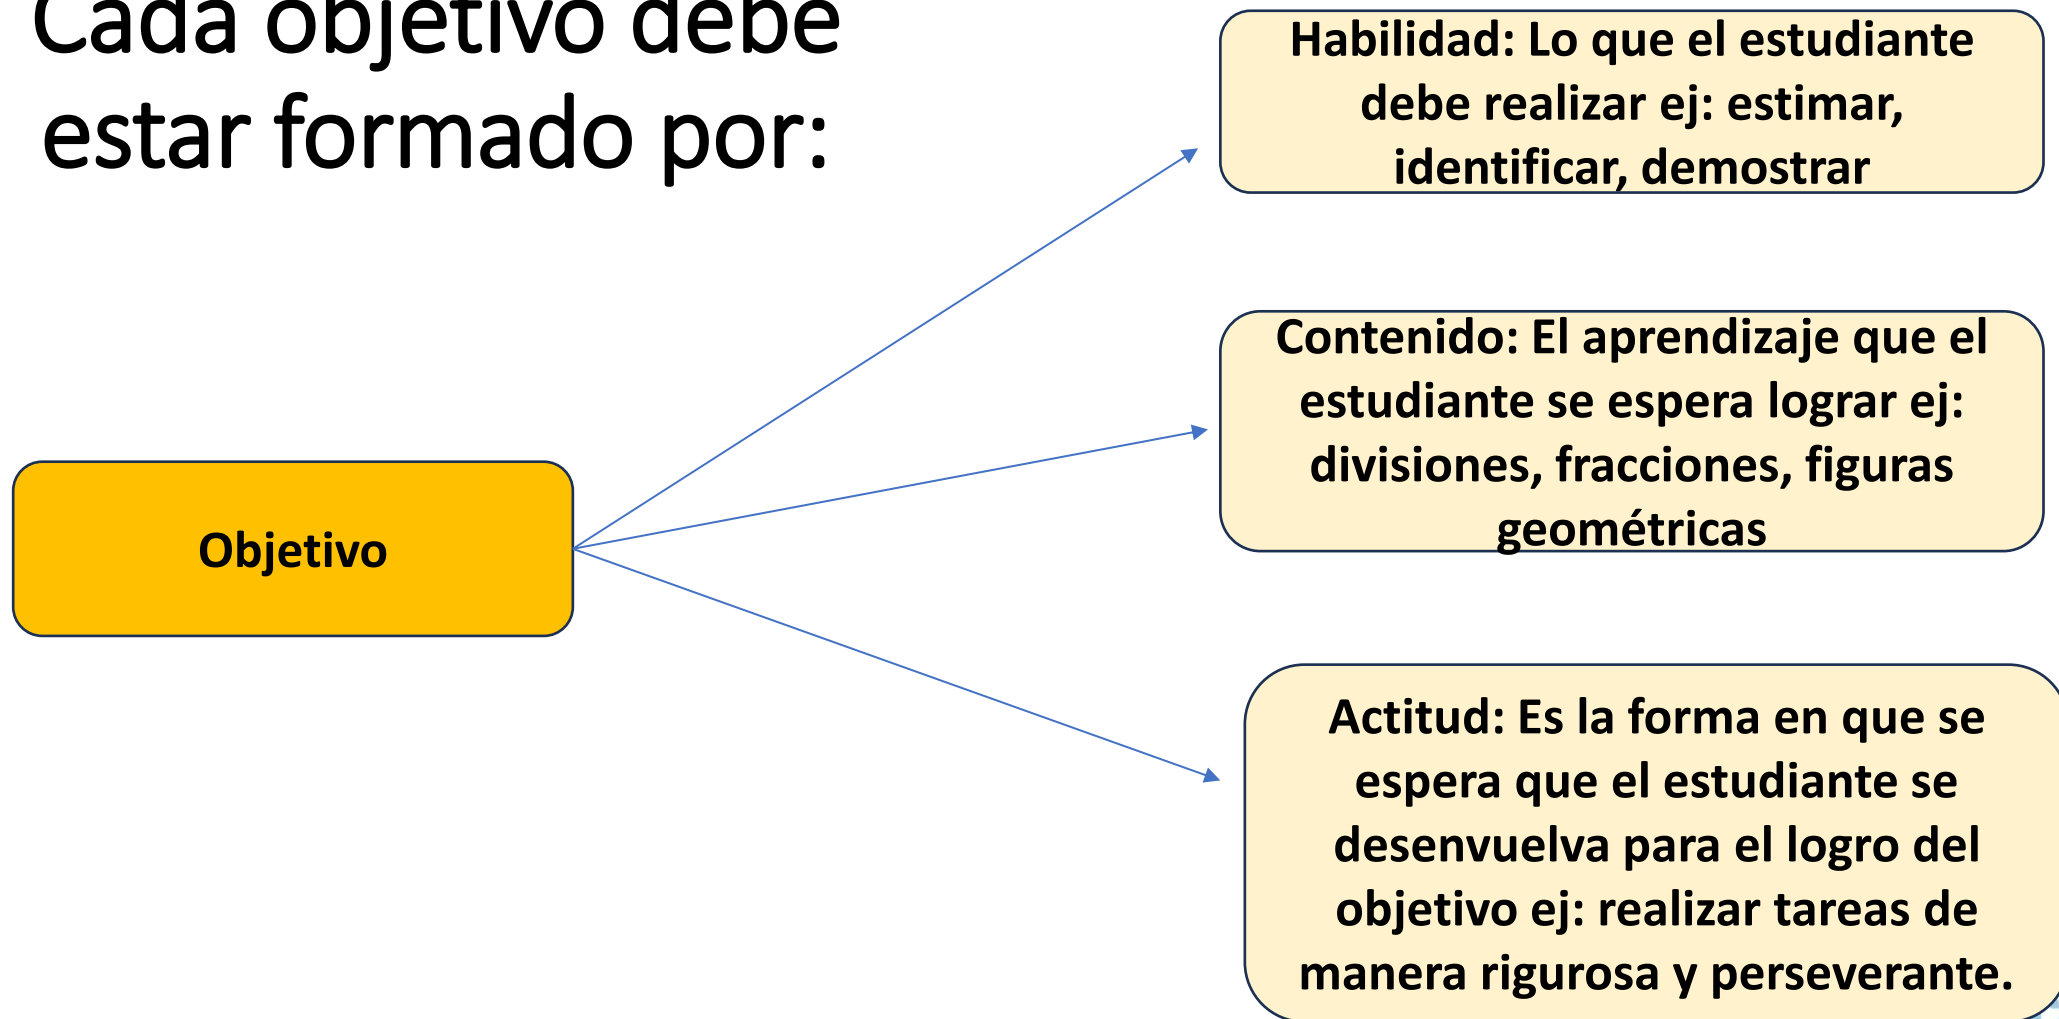 Cada objetivo debe
estar formado por:
Habilidad: Lo que el estudiante
debe realizar ej: estimar,
identificar, demostrar
Contenido: El aprendizaje que el
estudiante se espera lograr ej:
divisiones, fracciones, figuras
geométricas
Objetivo
Actitud: Es la forma en que se
espera que el estudiante se
desenvuelva para el logro del
objetivo ej: realizar tareas de
manera rigurosa y perseverante.